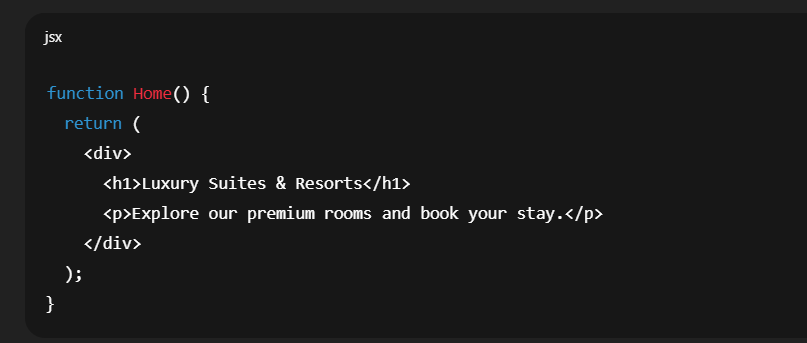 jsx
function Home() {
  return (
    <div>
      <h1>Luxury Suites & Resorts</h1>
      <p>Explore our premium rooms and book your stay.</p>
    </div>
  );
}